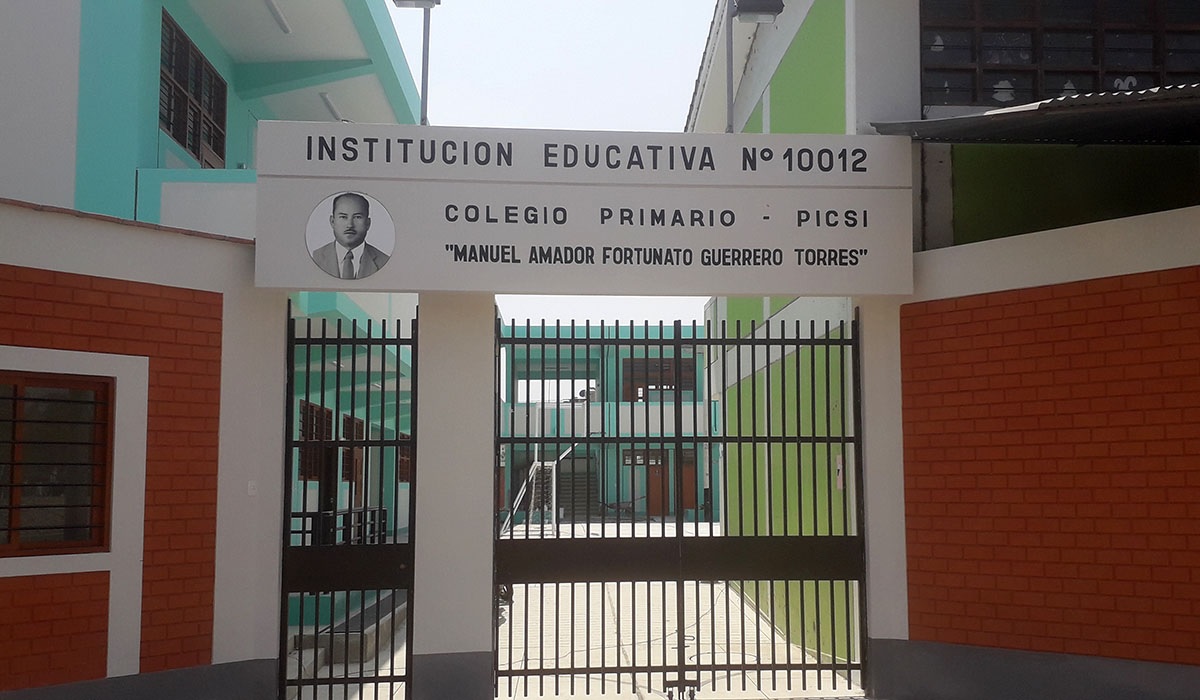 INSTITUCION EDUCATIVA Nº 10012
COLEGIO PRIMARIO - PICSI
"MANUEL AMADOR FORTUNATO GUERRERO TORRES"